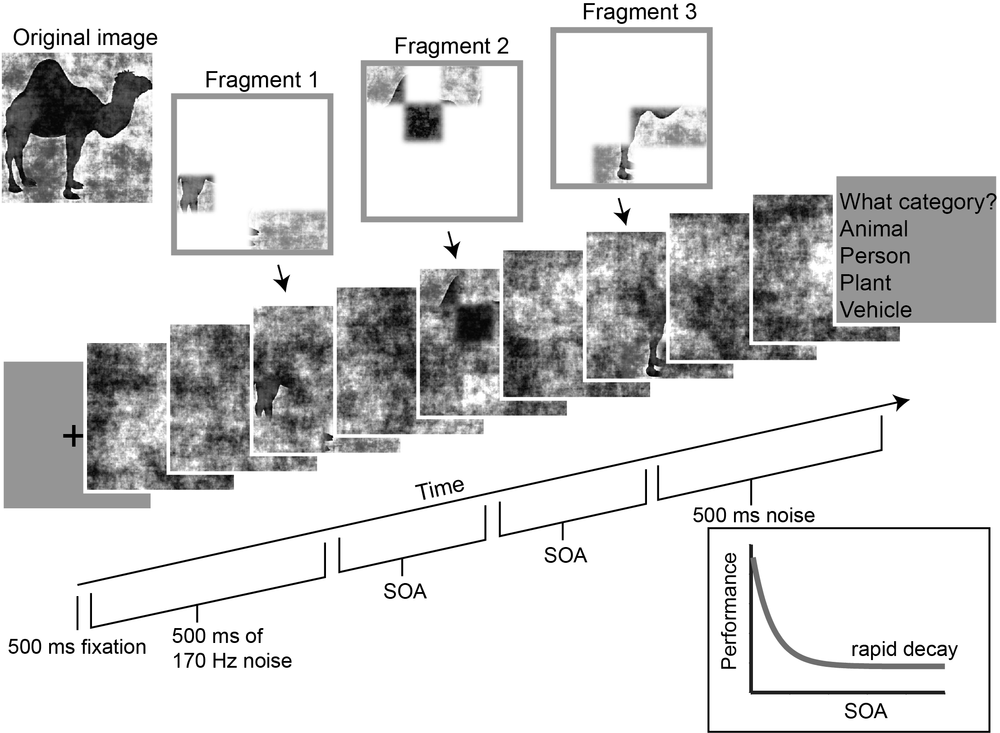 Original image
Fragment 1
Fragment 2
Fragment 3
What category?
Animal
Person
Plant
Vehicle
+
Time
500 ms fixation
500 ms of
170 Hz noise
SOA
SOA
500 ms noise
Performance
rapid decay
SOA